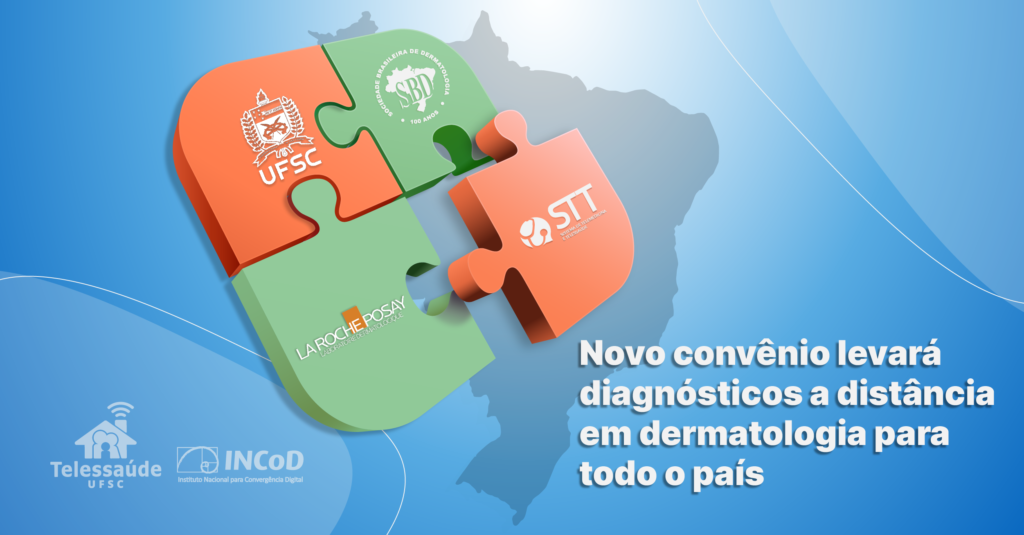 UFSC
SOCIEDADE BRASILEIRA DE DERMATOLOGIA
SBD
100 ANOS
STT
LA ROCHE POSAY
Novo convênio levará
diagnósticos a distância
em dermatologia para
todo o país
Telessaúde
UFSC
INCoD
Instituto Nacional para Convergência Digital